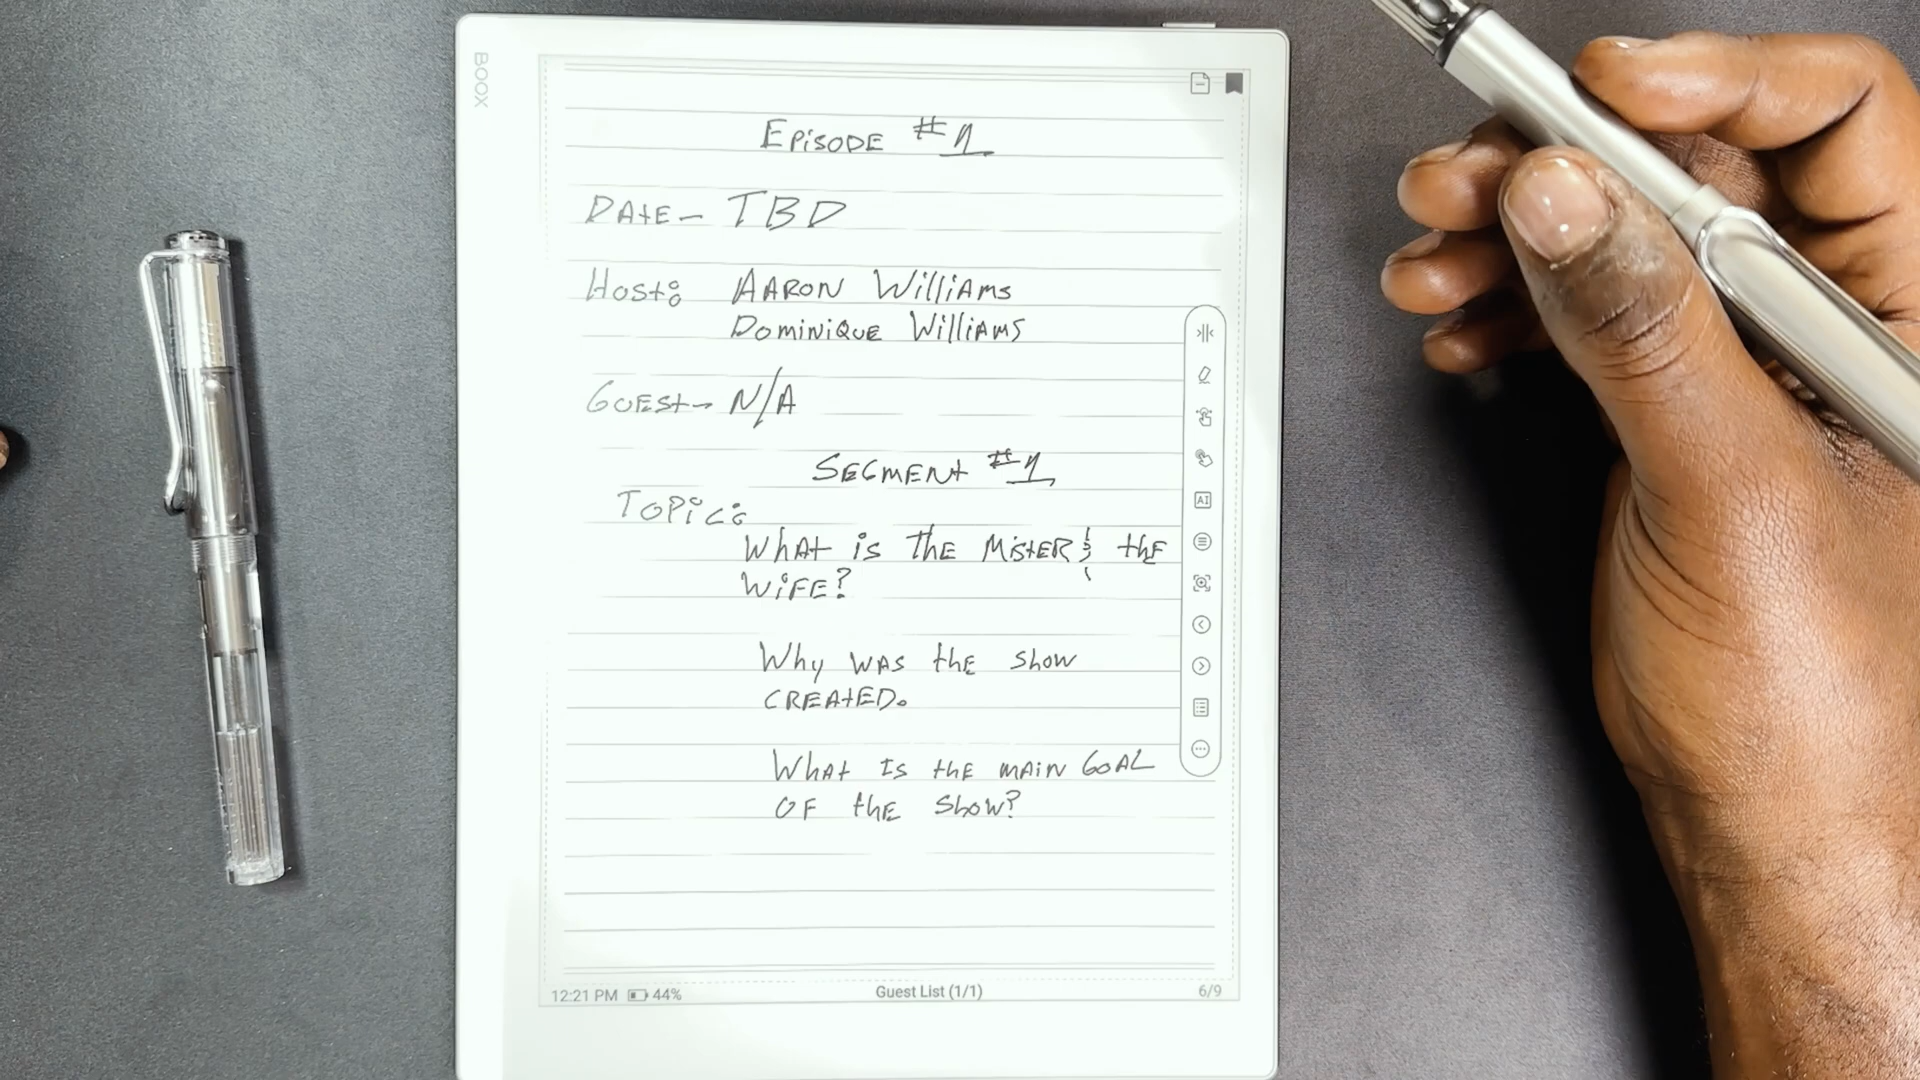 BOOX
EPiSODE #1
DAtE - TBD
HOSt: AARON WilliAMS
DOMiNiQUE WilliAMS
GUESt - N/A
SEGMENt #1
TOPiC:
WhAt iS ThE MiStER & thE
WiFE?
Why WAS thE ShOW
CREAtED.
WhAt IS thE MAiN GOAL
OF thE ShOW?
AI
12:21 PM 44% Guest List (1/1) 6/9